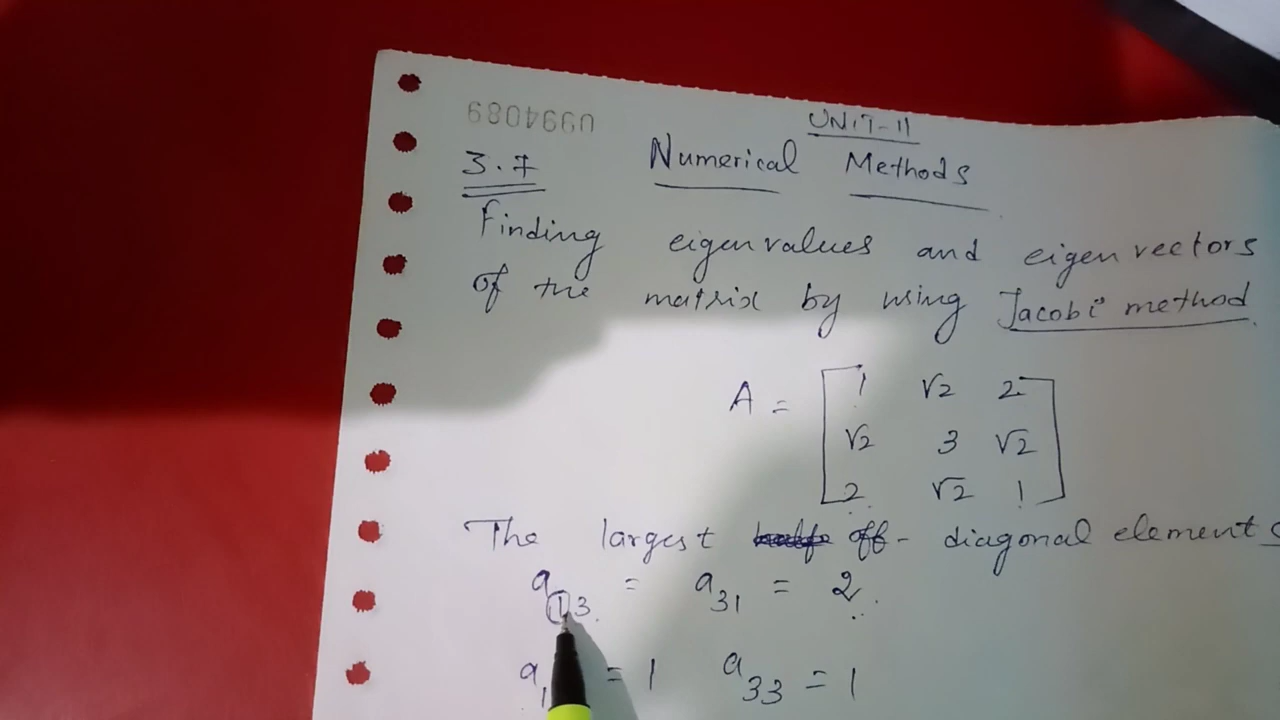 U994089
UNIT-II
3.7 Numerical Methods
Finding eigenvalues and eigenvectors
of the matrix by using Jacobi method.
A = [ 1 √2 2
√2 3 √2
2 √2 1 ]
The largest off-diagonal element
a₁₃ = a₃₁ = 2
= 1 a₃₃ = 1